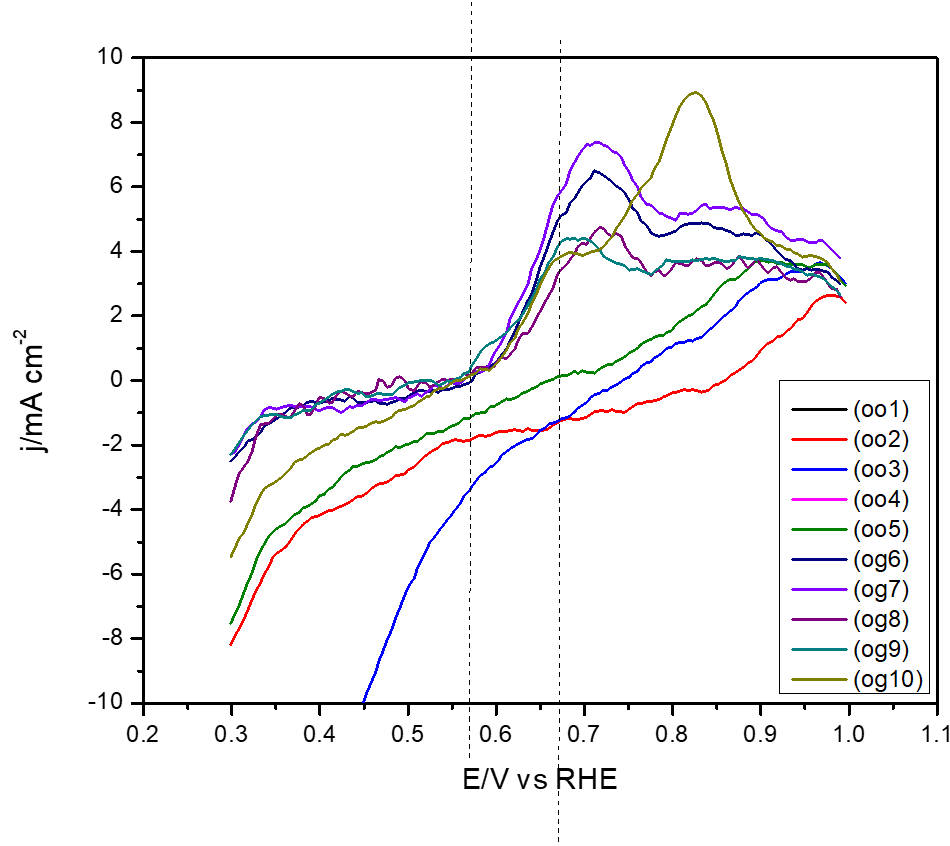 10
8
6
4
2
0
-2
-4
-6
-8
-10
j/mA cm-2
0.2 0.3 0.4 0.5 0.6 0.7 0.8 0.9 1.0 1.1
E/V vs RHE
(oo1)
(oo2)
(oo3)
(oo4)
(oo5)
(og6)
(og7)
(og8)
(og9)
(og10)